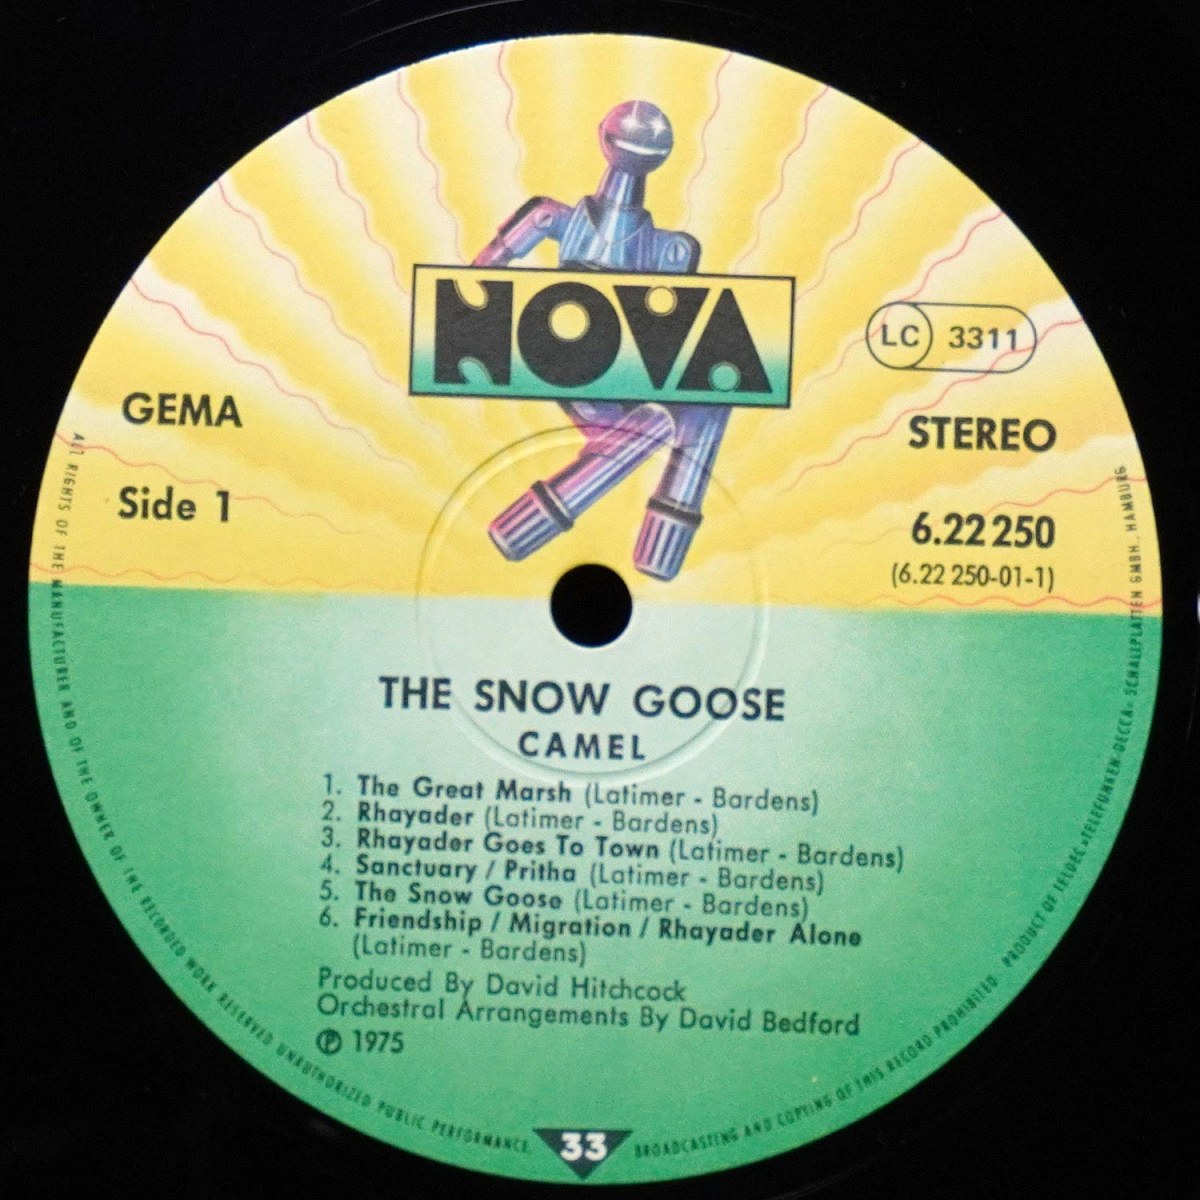 NOVA
LC 3311
GEMA
STEREO
Side 1
6.22 250
(6.22 250-01-1)
THE SNOW GOOSE
CAMEL
1. The Great Marsh (Latimer - Bardens)
2. Rhayader (Latimer - Bardens)
3. Rhayader Goes To Town (Latimer - Bardens)
4. Sanctuary / Pritha (Latimer - Bardens)
5. The Snow Goose (Latimer - Bardens)
6. Friendship / Migration / Rhayader Alone
(Latimer - Bardens)
Produced By David Hitchcock
Orchestral Arrangements By David Bedford
℗ 1975
33
ALL RIGHTS OF THE MANUFACTURER AND OF THE OWNER OF THE RECORDED WORK RESERVED UNAUTHORIZED PUBLIC PERFORMANCE, BROADCASTING AND COPYING OF THIS RECORD PROHIBITED. PRODUCT OF TELDEC »TELEFUNKEN-DECCA« SCHALLPLATTEN GMBH., HAMBURG